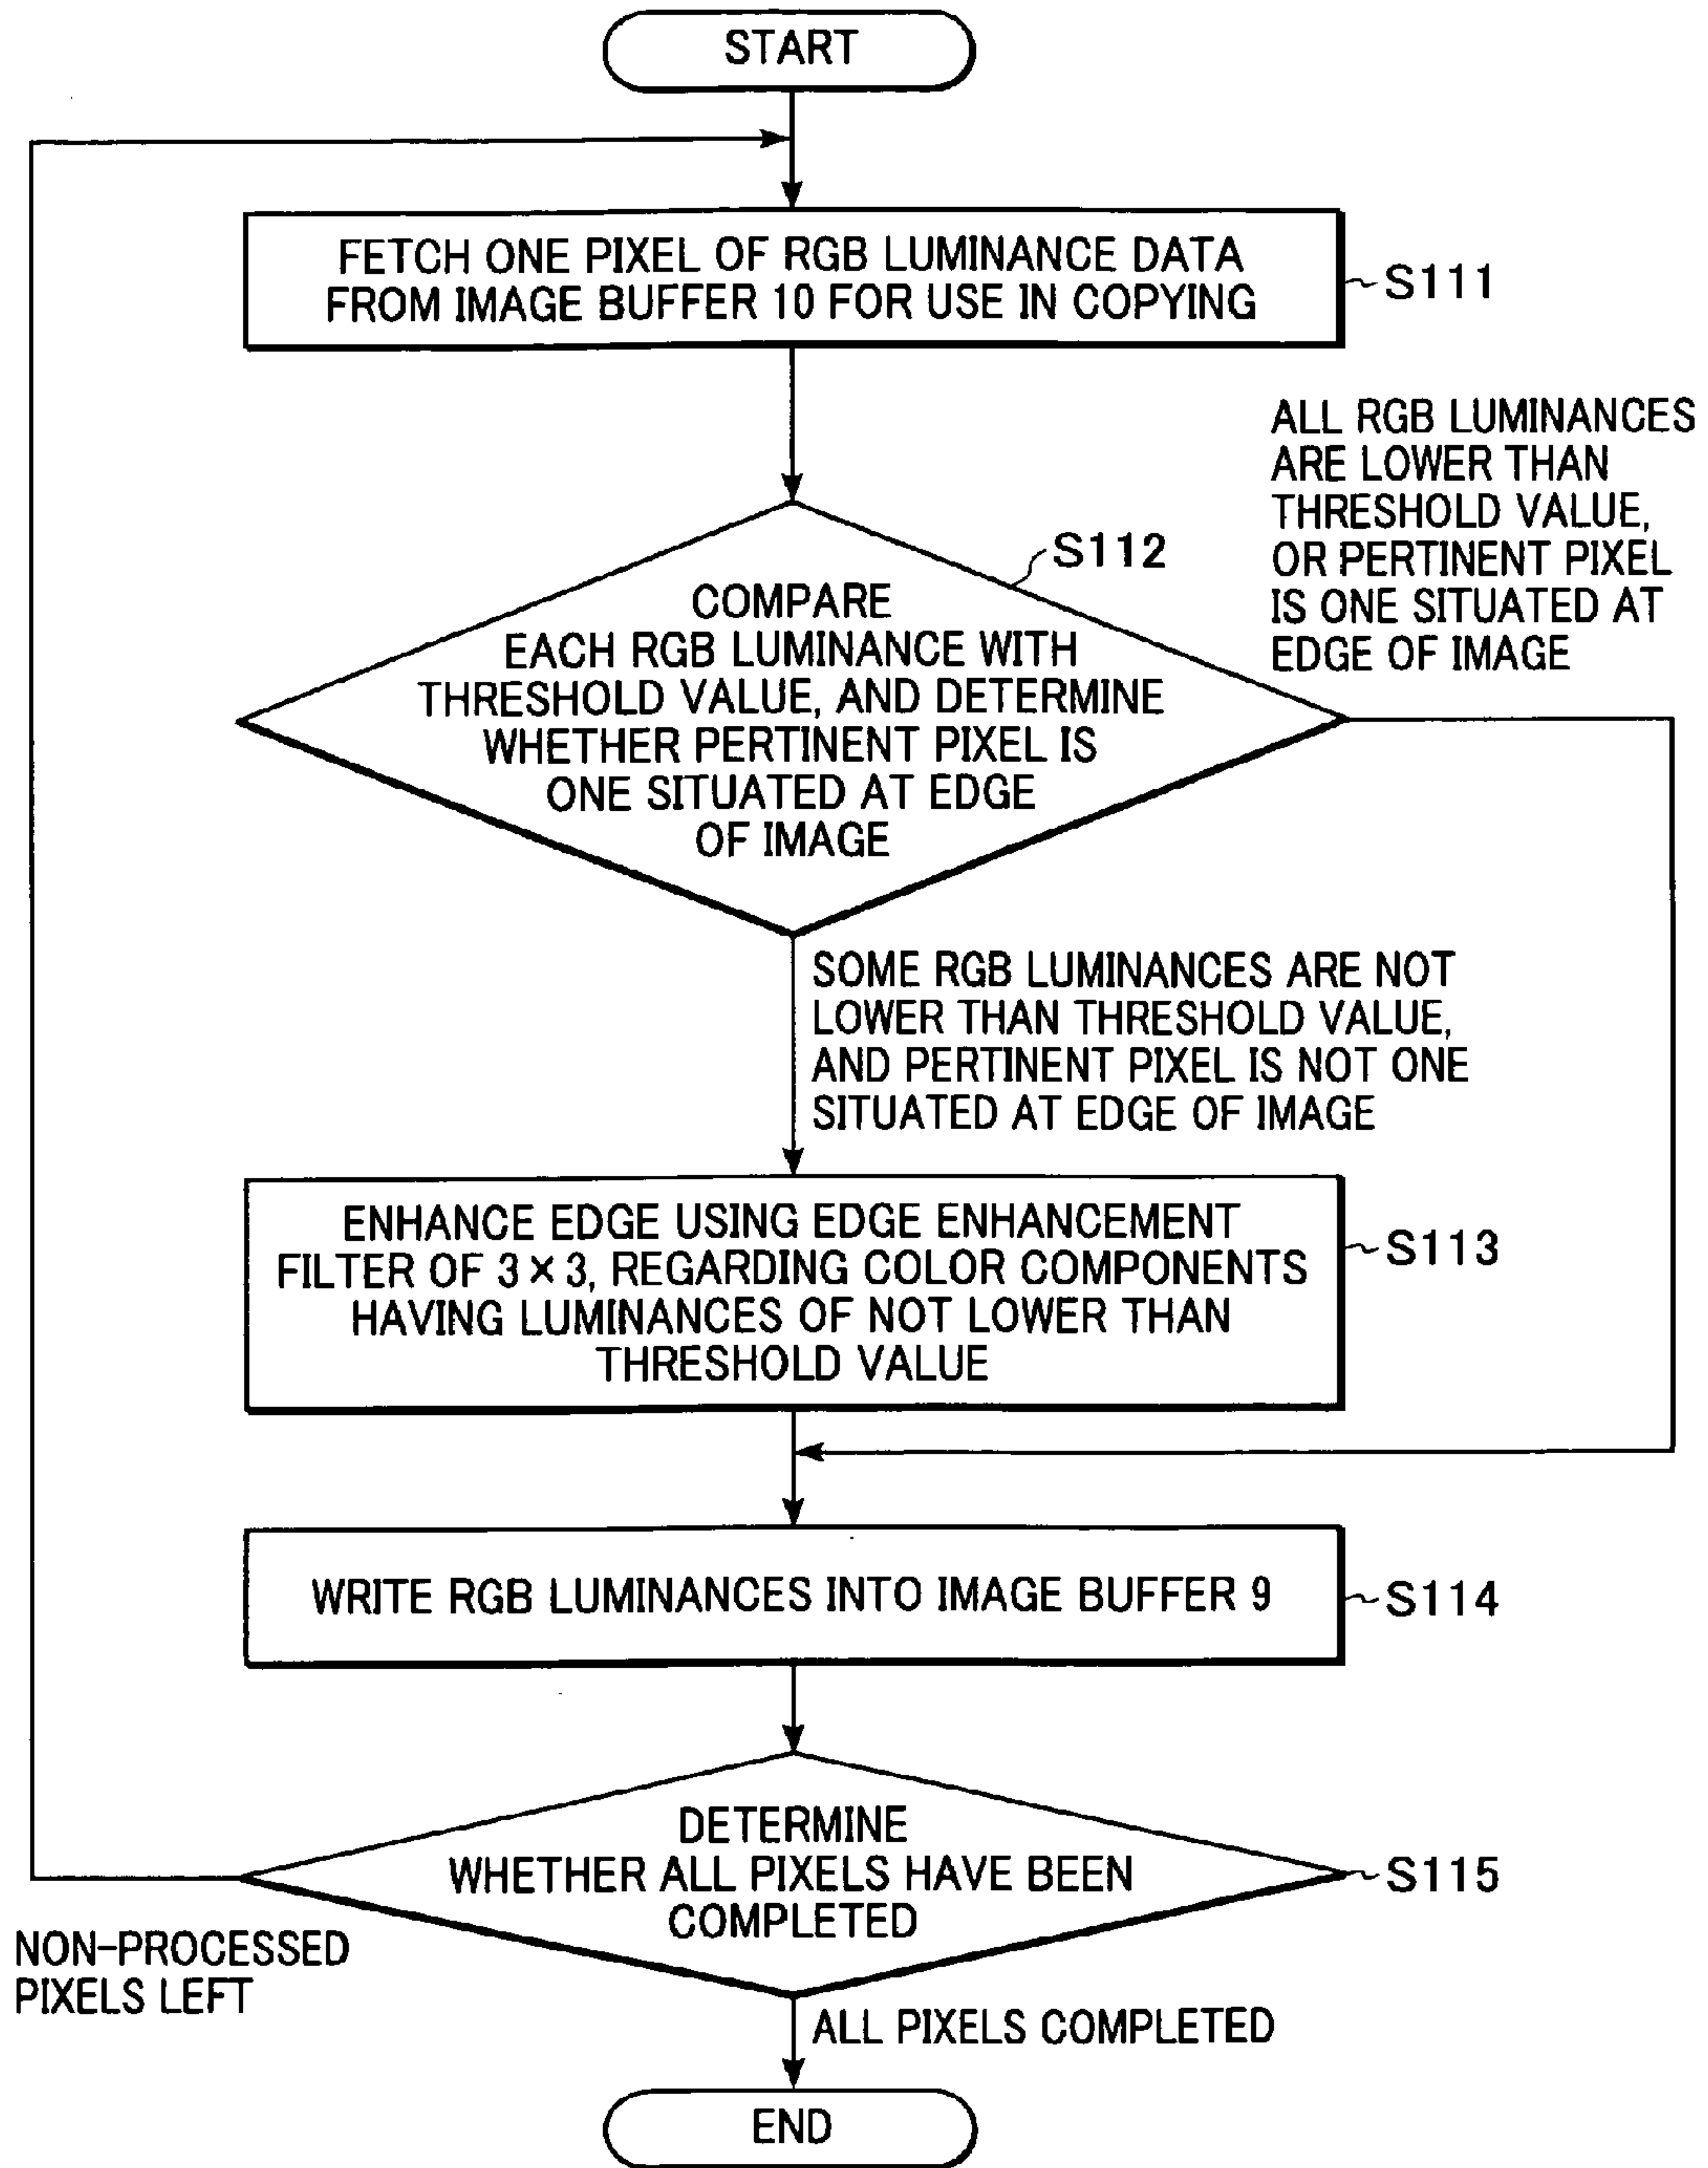 START
FETCH ONE PIXEL OF RGB LUMINANCE DATA
FROM IMAGE BUFFER 10 FOR USE IN COPYING
S111
ALL RGB LUMINANCES
ARE LOWER THAN
THRESHOLD VALUE,
OR PERTINENT PIXEL
IS ONE SITUATED AT
EDGE OF IMAGE
S112
COMPARE
EACH RGB LUMINANCE WITH
THRESHOLD VALUE, AND DETERMINE
WHETHER PERTINENT PIXEL IS
ONE SITUATED AT EDGE
OF IMAGE
SOME RGB LUMINANCES ARE NOT
LOWER THAN THRESHOLD VALUE,
AND PERTINENT PIXEL IS NOT ONE
SITUATED AT EDGE OF IMAGE
ENHANCE EDGE USING EDGE ENHANCEMENT
FILTER OF 3 × 3, REGARDING COLOR COMPONENTS
HAVING LUMINANCES OF NOT LOWER THAN
THRESHOLD VALUE
S113
WRITE RGB LUMINANCES INTO IMAGE BUFFER 9
S114
DETERMINE
WHETHER ALL PIXELS HAVE BEEN
COMPLETED
S115
NON-PROCESSED
PIXELS LEFT
ALL PIXELS COMPLETED
END